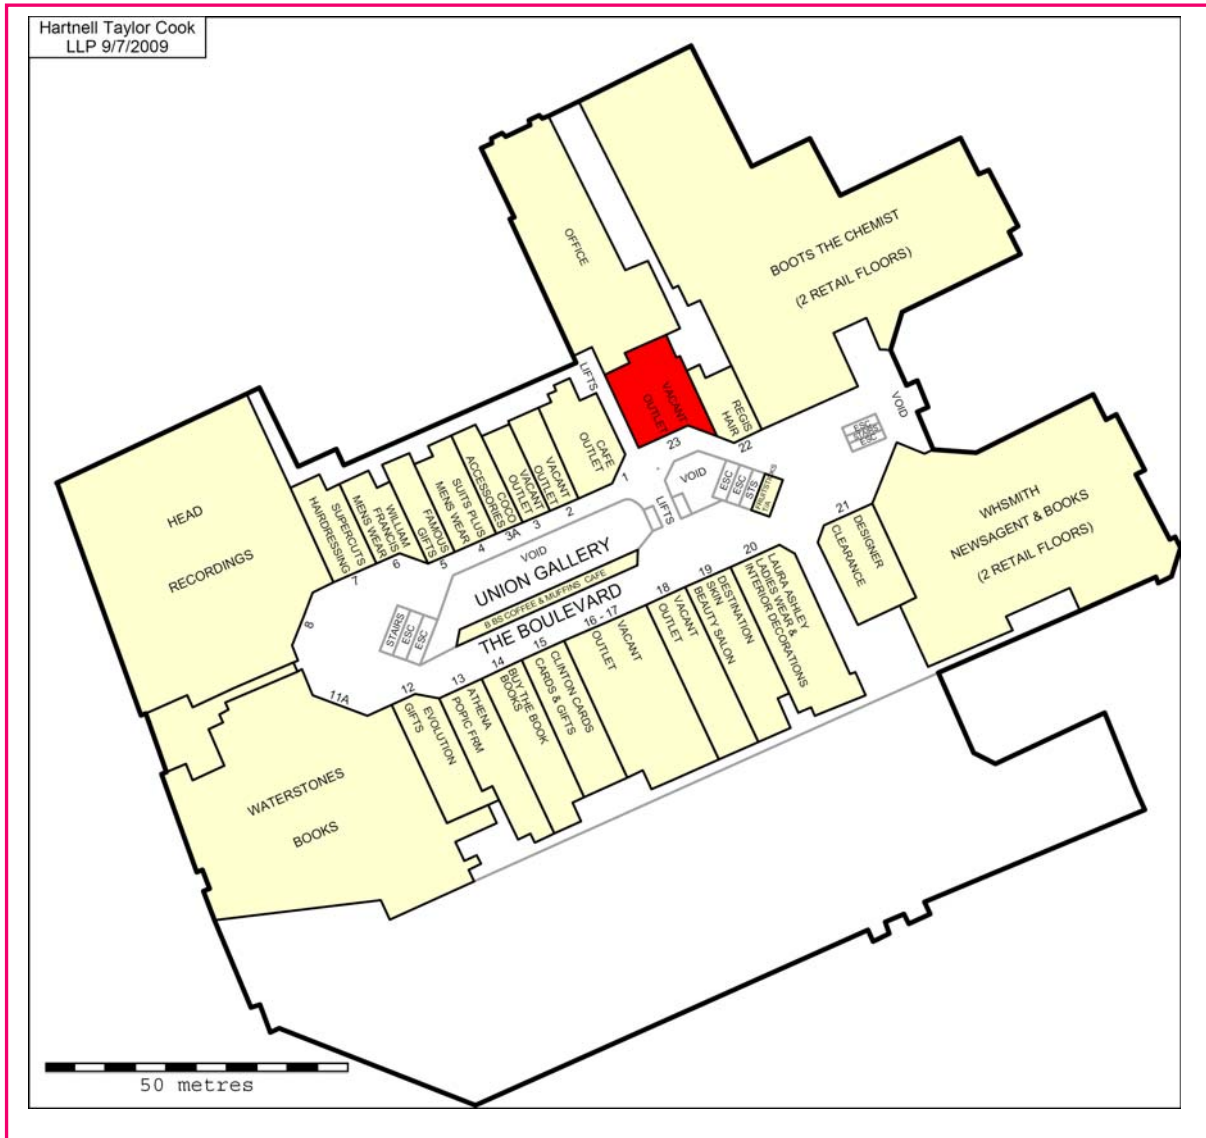 Hartnell Taylor Cook
LLP 9/7/2009
OFFICE
BOOTS THE CHEMIST
(2 RETAIL FLOORS)
LIFTS
VACANT
OUTLET
REGIS
HAIR
VOID
ESC
STAIRS
ESC
23
22
CAFE
OUTLET
1
VACANT
OUTLET
2
VACANT
OUTLET
3
COCO
ACCESSORIES
3A
SUITS PLUS
MENS WEAR
4
FAMOUS
GIFTS
5
WILLIAM
FRANCIS
MENS WEAR
6
SUPERCUTS
HAIRDRESSING
7
HEAD
RECORDINGS
8
VOID
ESC
ESC
STS
T/A
LIFTS
VOID
UNION GALLERY
B BS COFFEE & MUFFINS CAFE
THE BOULEVARD
STAIRS
ESC
ESC
WHSMITH
NEWSAGENT & BOOKS
(2 RETAIL FLOORS)
21
DESIGNER
CLEARANCE
20
LAURA ASHLEY
LADIES WEAR &
INTERIOR DECORATIONS
19
DESTINATION
SKIN
BEAUTY SALON
18
VACANT
OUTLET
16 - 17
VACANT
OUTLET
15
CLINTON CARDS
CARDS & GIFTS
14
BUY THE BOOK
BOOKS
13
ATHENA
POPIC FRM
12
EVOLUTION
GIFTS
11A
WATERSTONES
BOOKS
50 metres